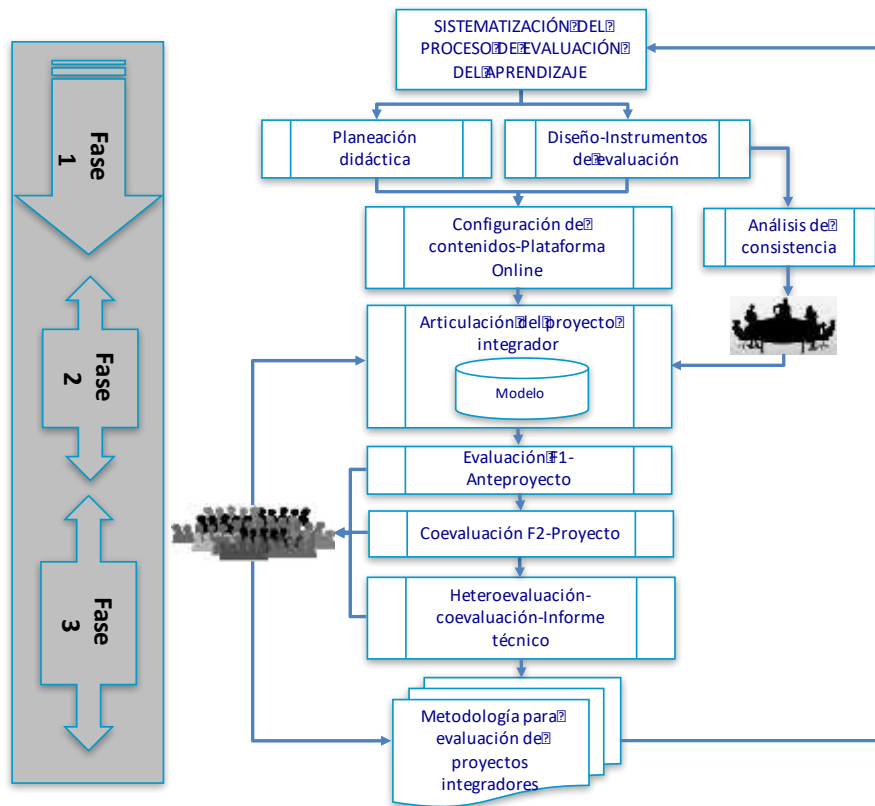 SISTEMATIZACIÓN DEL
PROCESO DE EVALUACIÓN
DEL APRENDIZAJE
Fase
1
Planeación
didáctica
Diseño-Instrumentos
de evaluación
Configuración de
contenidos-Plataforma
Online
Análisis de
consistencia
Fase
2
Articulación del proyecto
integrador
Modelo
Evaluación F1-
Anteproyecto
Coevaluación F2-Proyecto
Fase
3
Heteroevaluación-
coevaluación-Informe
técnico
Metodología para
evaluación de
proyectos
integradores